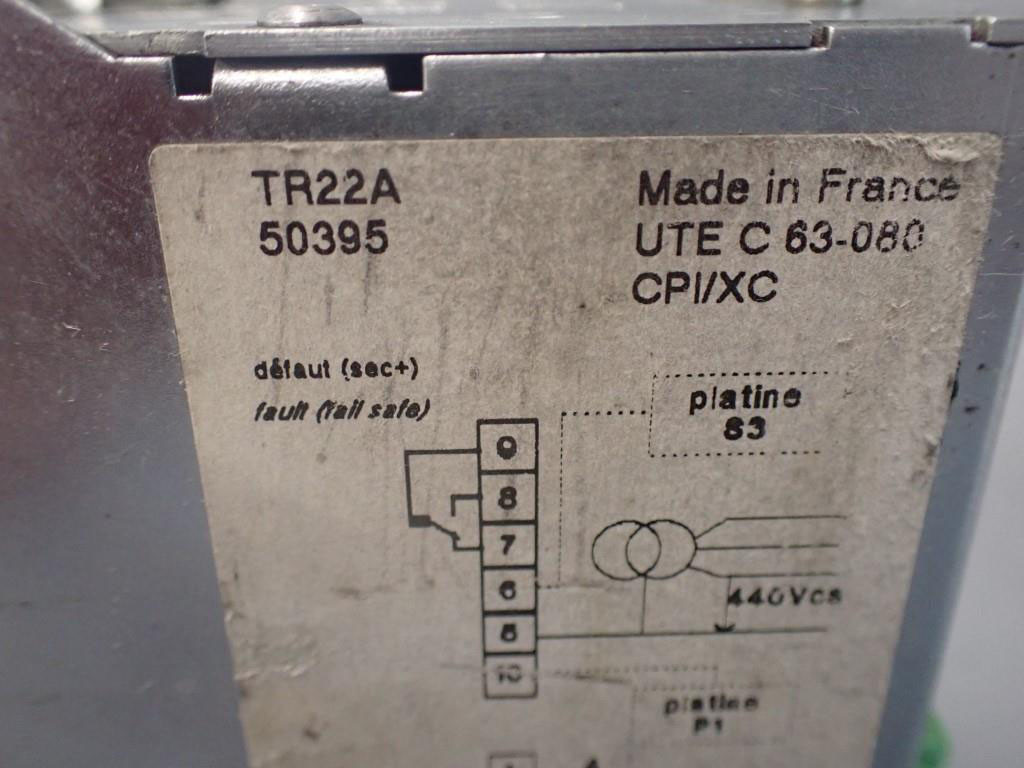 TR22A
50395
Made in France
UTE C 63-080
CPI/XC
défaut (sec+)
fault (fail safe)
platine
S3
9
8
7
6
5
10
440Vca
platine
P1